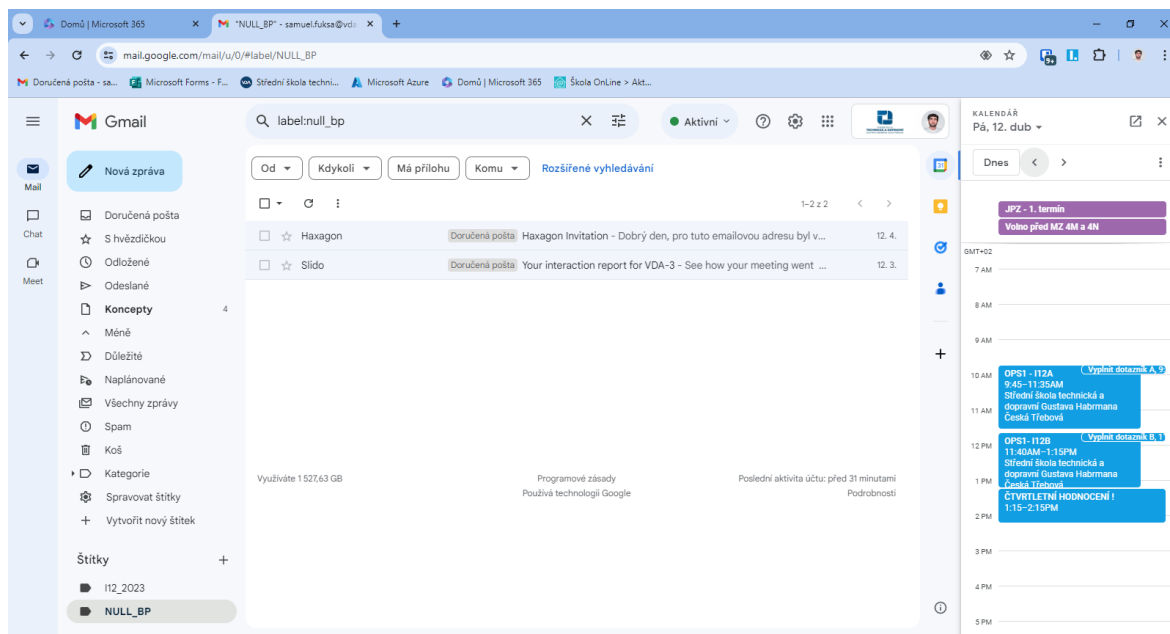 Domů | Microsoft 365
"NULL_BP" - samuel.fuksa@vda
mail.google.com/mail/u/0/#label/NULL_BP
9+
Doručená pošta - sa...
Microsoft Forms - F...
Střední škola techni...
Microsoft Azure
Domů | Microsoft 365
Škola OnLine > Akt...
Gmail
label:null_bp
Aktivní
Nová zpráva
Mail
Chat
Meet
Doručená pošta
S hvězdičkou
Odložené
Odeslané
Koncepty 4
Méně
Důležité
Naplánované
Všechny zprávy
Spam
Koš
Kategorie
Spravovat štítky
Vytvořit nový štítek
Štítky
I12_2023
NULL_BP
Od
Kdykoli
Má přílohu
Komu
Rozšířené vyhledávání
1–2 z 2
Haxagon Doručená pošta Haxagon Invitation - Dobrý den, pro tuto emailovou adresu byl v... 12. 4.
Slido Doručená pošta Your interaction report for VDA-3 - See how your meeting went ... 12. 3.
Využíváte 1 527,63 GB
Programové zásady
Používá technologii Google
Poslední aktivita účtu: před 31 minutami
Podrobnosti
31
KALENDÁŘ
Pá, 12. dub
Dnes
JPZ - 1. termín
Volno před MZ 4M a 4N
GMT+02
7 AM
8 AM
9 AM
10 AM
OPS1 - I12A
Vyplnit dotazník A, 9:
9:45–11:35AM
Střední škola technická a
dopravní Gustava Habrmana
Česká Třebová
11 AM
12 PM
OPS1- I12B
Vyplnit dotazník B, 1
11:40AM–1:15PM
Střední škola technická a
dopravní Gustava Habrmana
Česká Třebová
1 PM
ČTVRTLETNÍ HODNOCENÍ !
1:15–2:15PM
2 PM
3 PM
4 PM
5 PM